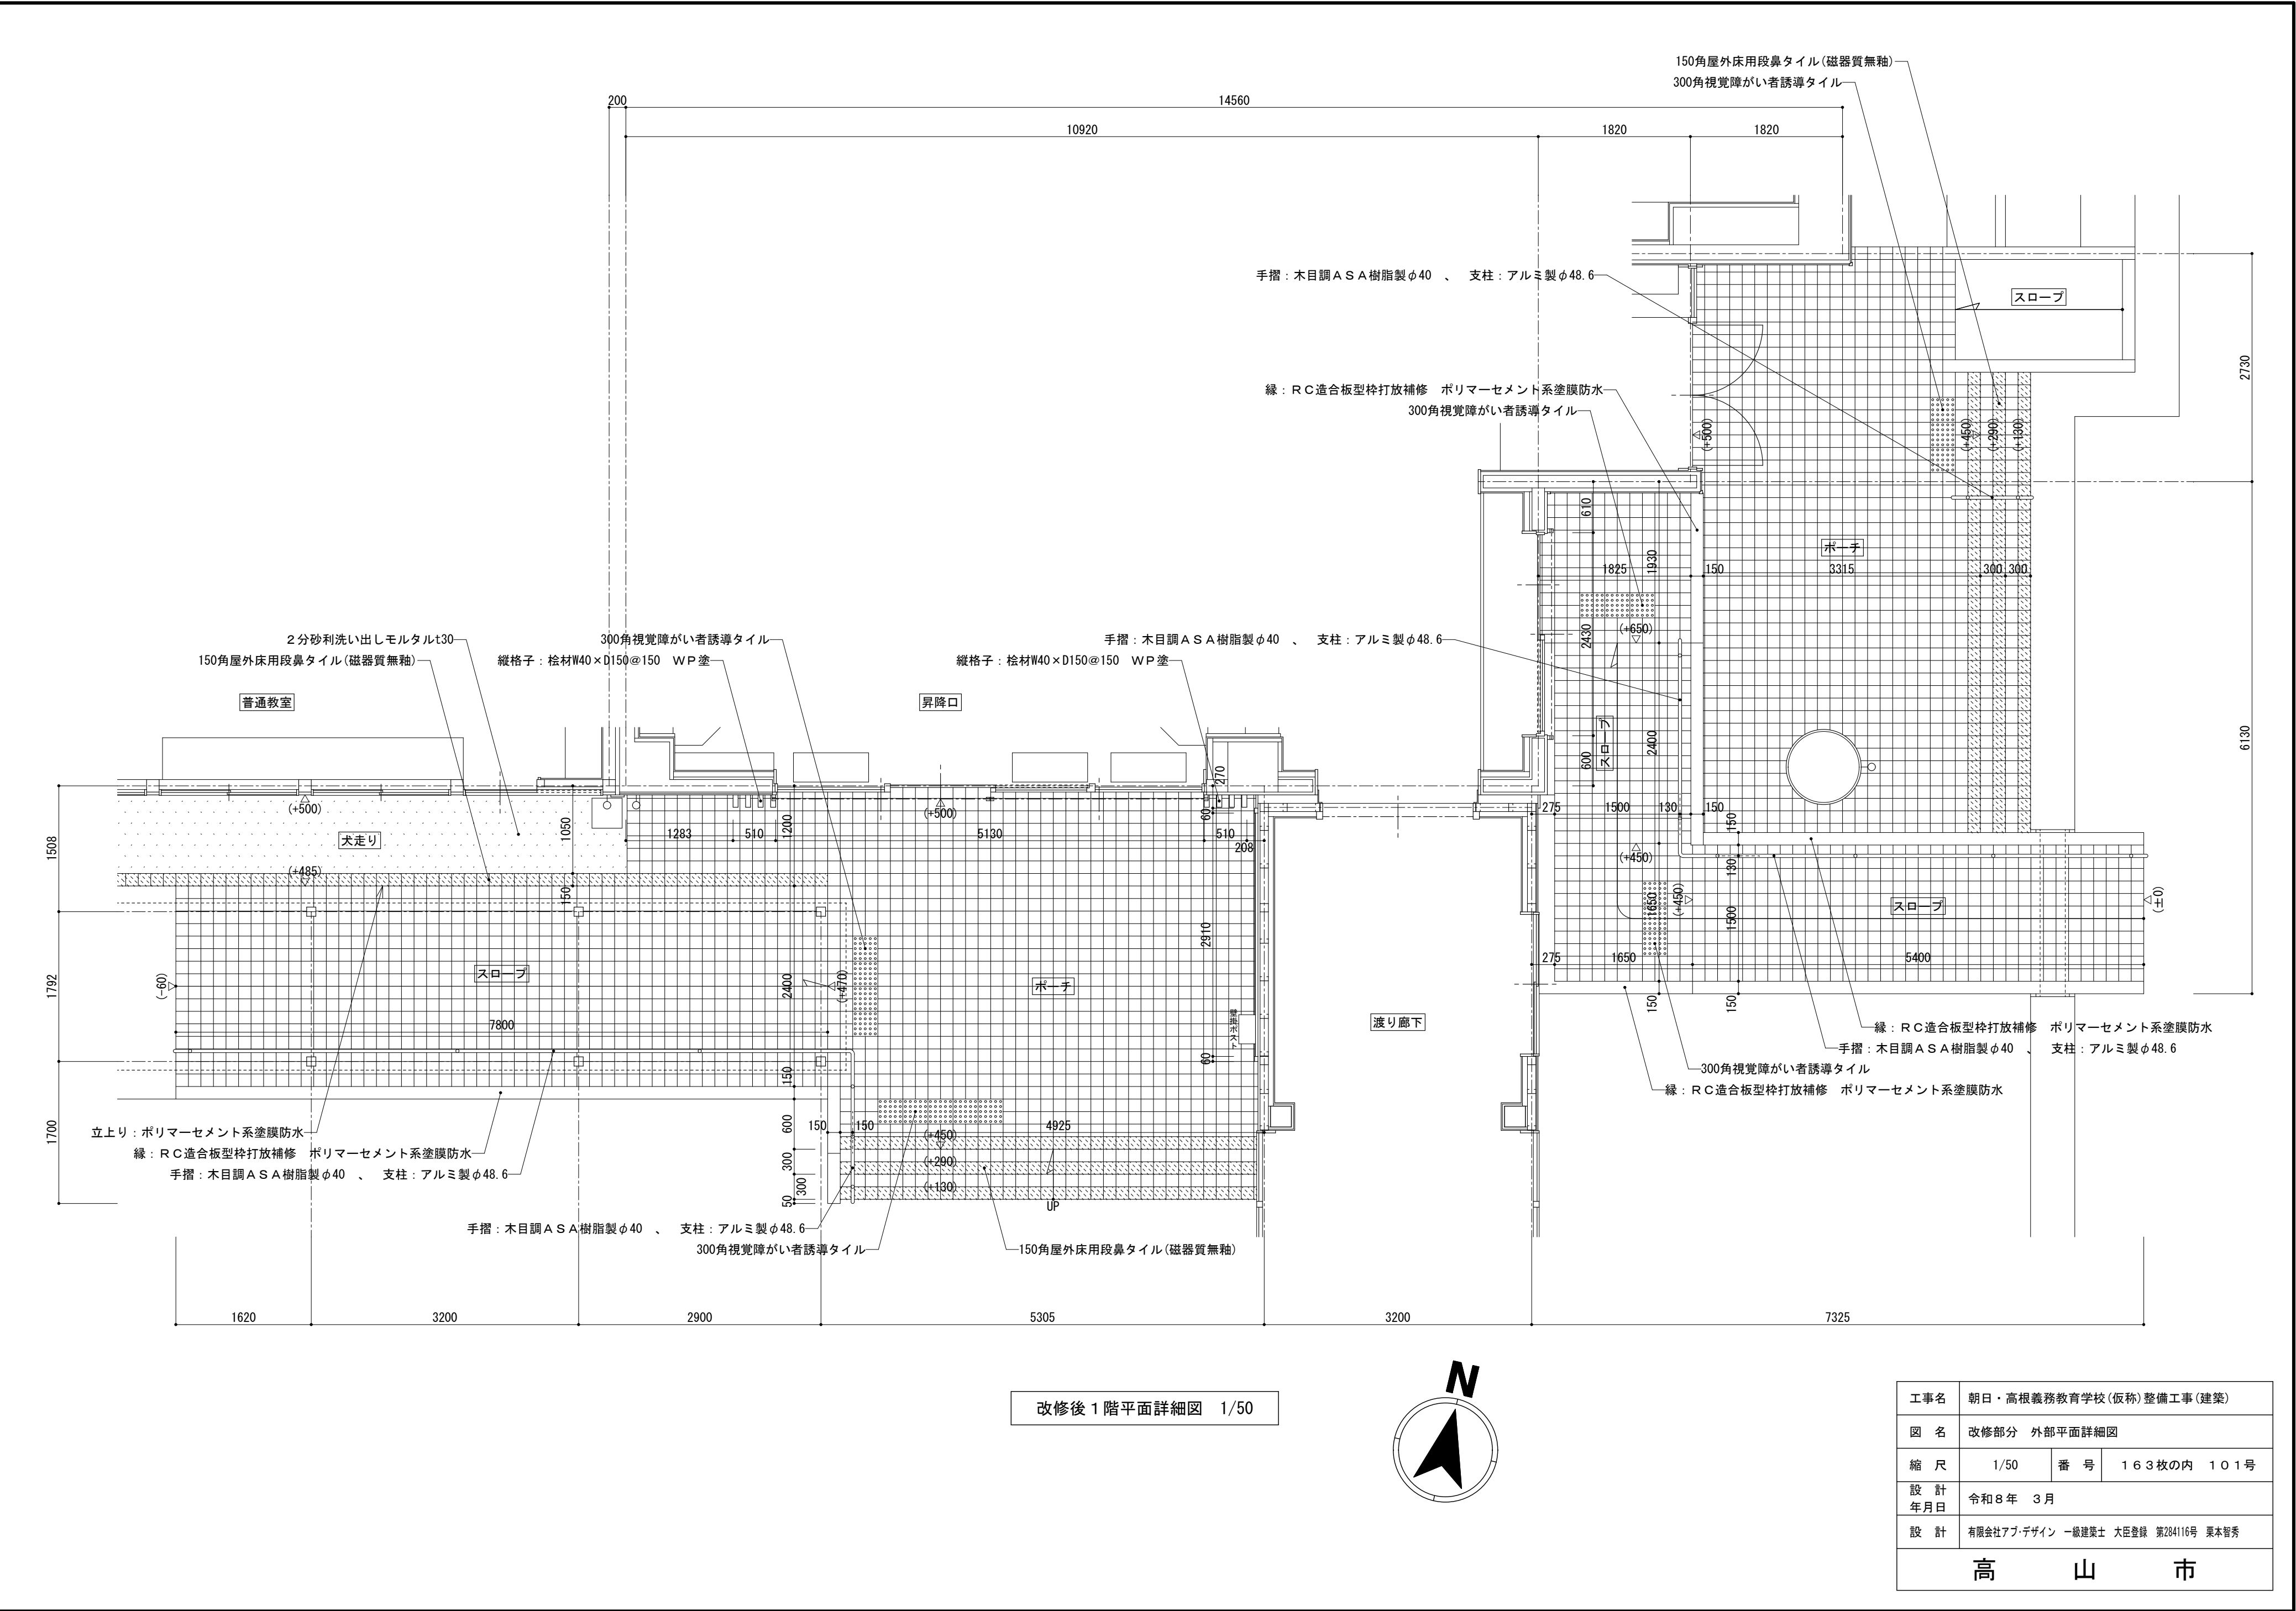 150角屋外床用段鼻タイル(磁器質無釉)
300角視覚障がい者誘導タイル
200
14560
10920
1820
1820
手摺：木目調ＡＳＡ樹脂製φ40　、　支柱：アルミ製φ48.6
スロープ
2730
縁：ＲＣ造合板型枠打放補修　ポリマーセメント系塗膜防水
300角視覚障がい者誘導タイル
(+500)
(+450)
(+290)
(+130)
610
1930
ポーチ
1825
150
3315
300
300
２分砂利洗い出しモルタルt30
150角屋外床用段鼻タイル(磁器質無釉)
300角視覚障がい者誘導タイル
縦格子：桧材W40×D150@150　ＷＰ塗
手摺：木目調ＡＳＡ樹脂製φ40　、　支柱：アルミ製φ48.6
縦格子：桧材W40×D150@150　ＷＰ塗
(+650)
2430
普通教室
昇降口
スロープ
2400
600
6130
270
60
(+500)
(+500)
275
1500
130
150
150
1508
犬走り
1050
1283
510
1200
5130
510
208
(+450)
130
(+485)
150
1650
(+450)
1500
スロープ
(±0)
2910
275
1650
5400
1792
(-60)
スロープ
2400
(+470)
ポーチ
150
150
7800
渡り廊下
60
150
縁：ＲＣ造合板型枠打放補修　ポリマーセメント系塗膜防水
手摺：木目調ＡＳＡ樹脂製φ40　、　支柱：アルミ製φ48.6
300角視覚障がい者誘導タイル
縁：ＲＣ造合板型枠打放補修　ポリマーセメント系塗膜防水
1700
立上り：ポリマーセメント系塗膜防水
縁：ＲＣ造合板型枠打放補修　ポリマーセメント系塗膜防水
手摺：木目調ＡＳＡ樹脂製φ40　、　支柱：アルミ製φ48.6
600
150
150
4925
(+450)
300
(+290)
300
(+130)
50
UP
手摺：木目調ＡＳＡ樹脂製φ40　、　支柱：アルミ製φ48.6
300角視覚障がい者誘導タイル
150角屋外床用段鼻タイル(磁器質無釉)
1620
3200
2900
5305
3200
7325
改修後１階平面詳細図　1/50
N
工事名　朝日・高根義務教育学校(仮称)整備工事(建築)
図　名　改修部分　外部平面詳細図
縮　尺　1/50　番　号　１６３枚の内　１０１号
設　計
年月日　令和８年　３月
設　計　有限会社アブ・デザイン　一級建築士　大臣登録　第284116号　栗本智秀
高　山　市